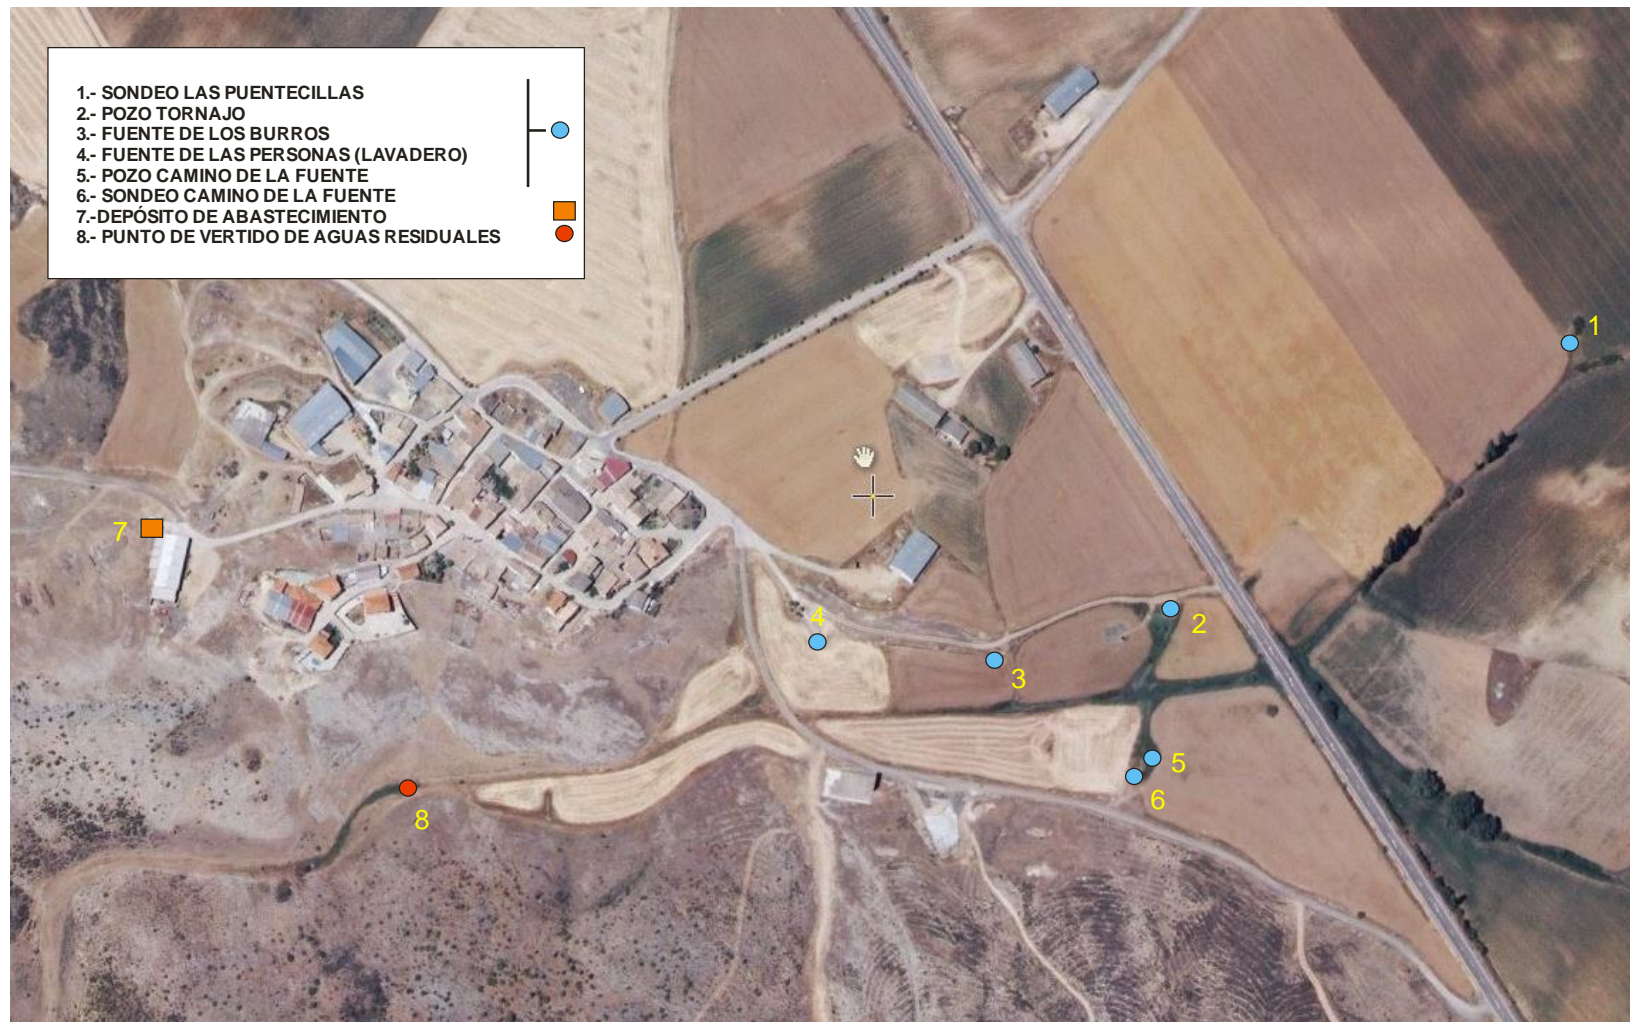 1.- SONDEO LAS PUENTECILLAS
2.- POZO TORNAJO
3.- FUENTE DE LOS BURROS
4.- FUENTE DE LAS PERSONAS (LAVADERO)
5.- POZO CAMINO DE LA FUENTE
6.- SONDEO CAMINO DE LA FUENTE
7.-DEPÓSITO DE ABASTECIMIENTO
8.- PUNTO DE VERTIDO DE AGUAS RESIDUALES
1
7
4
2
3
5
6
8